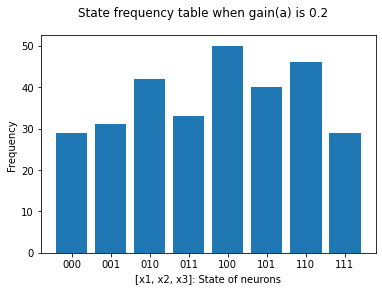 State frequency table when gain(a) is 0.2
50
40
30
20
10
0
Frequency
000 001 010 011 100 101 110 111
[x1, x2, x3]: State of neurons